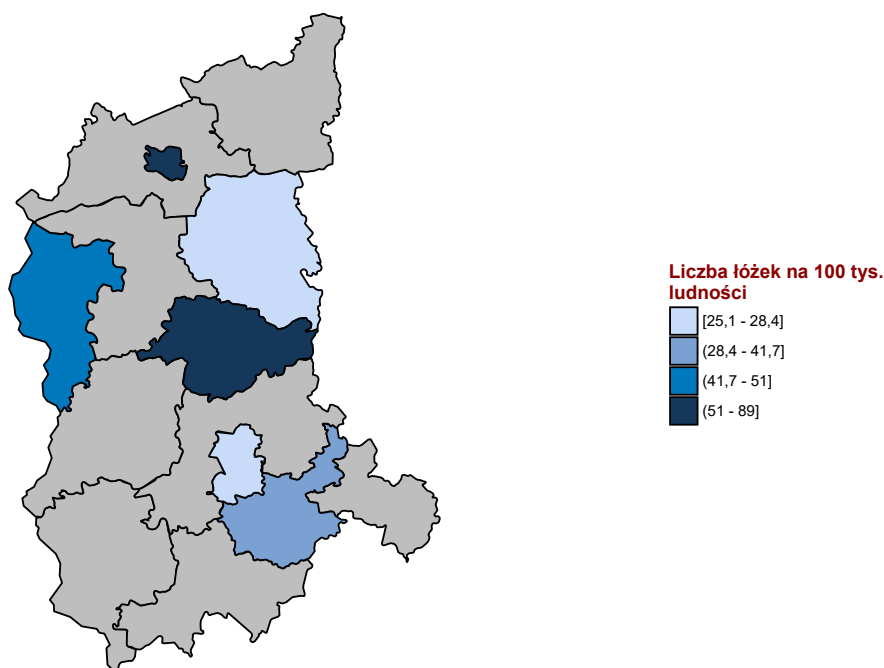 Liczba łóżek na 100 tys.
ludności
[25,1 - 28,4]
(28,4 - 41,7]
(41,7 - 51]
(51 - 89]